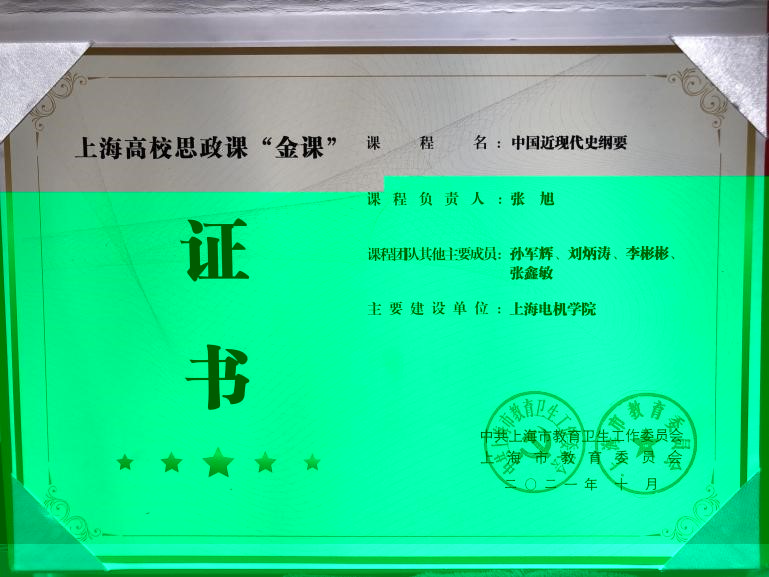 上海高校思政课“金课”
证
书
课程名：中国近现代史纲要
课程负责人：张旭
课程团队其他主要成员：孙军辉、刘炳涛、李彬彬、
张鑫敏
主要建设单位：上海电机学院
中共上海市教育卫生工作委员会
上海市教育委员会
二〇二一年十月